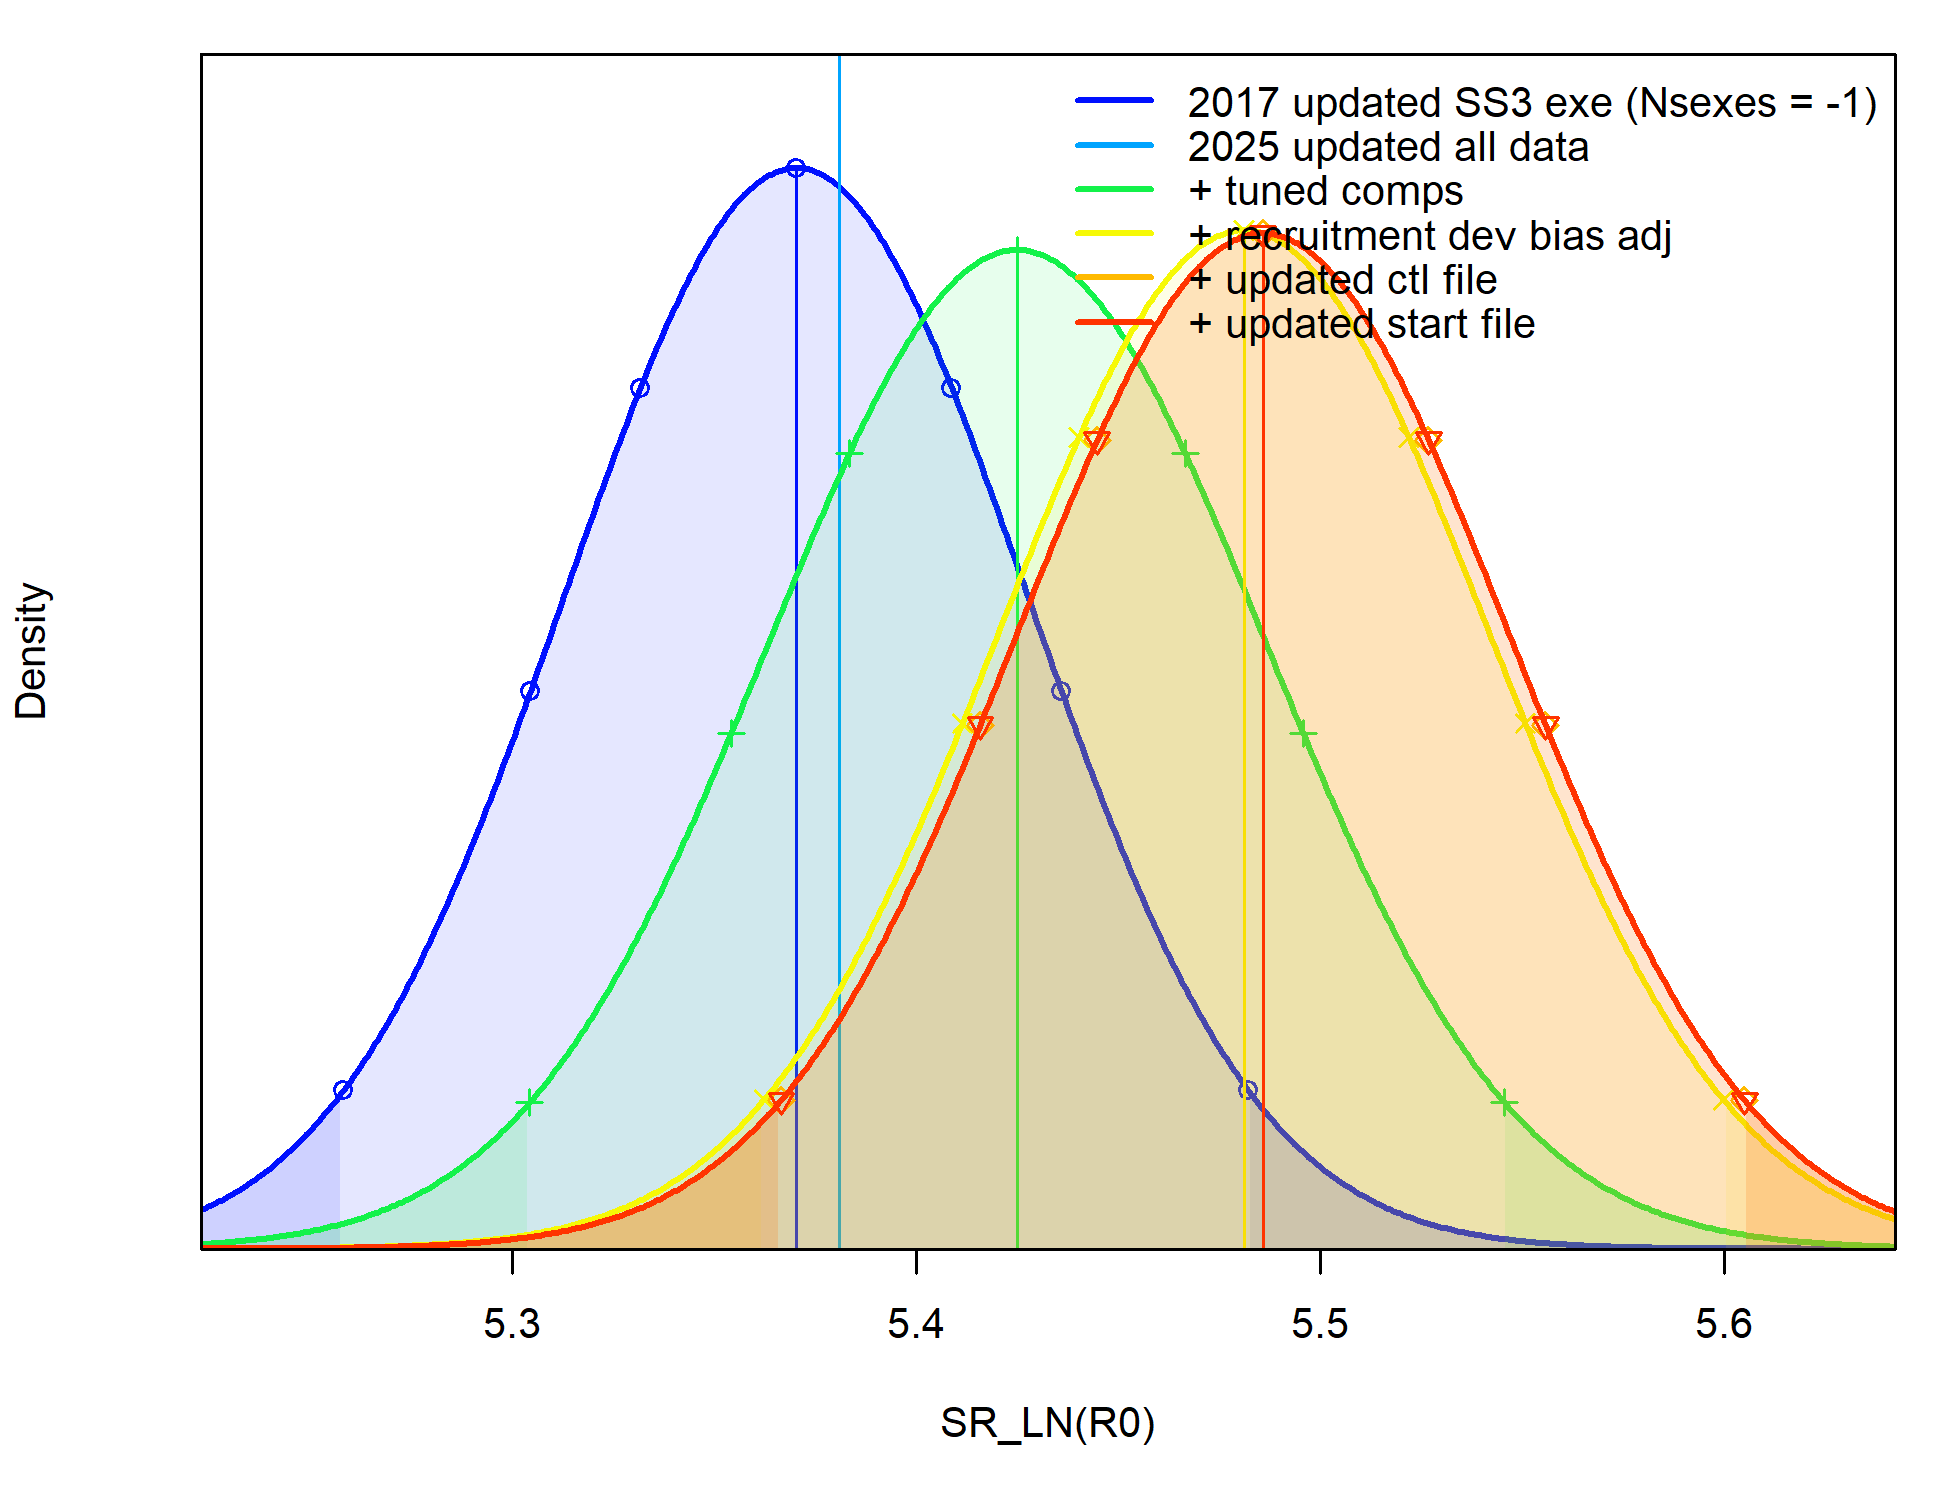 2017 updated SS3 exe (Nsexes = -1)
2025 updated all data
+ tuned comps
+ recruitment dev bias adj
+ updated ctl file
+ updated start file
Density
5.3 5.4 5.5 5.6
SR_LN(R0)